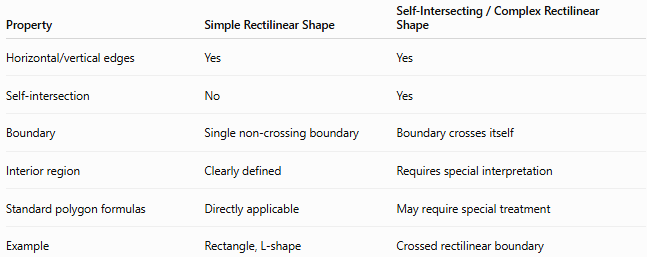 Property Simple Rectilinear Shape Self-Intersecting / Complex Rectilinear Shape
Horizontal/vertical edges Yes Yes
Self-intersection No Yes
Boundary Single non-crossing boundary Boundary crosses itself
Interior region Clearly defined Requires special interpretation
Standard polygon formulas Directly applicable May require special treatment
Example Rectangle, L-shape Crossed rectilinear boundary